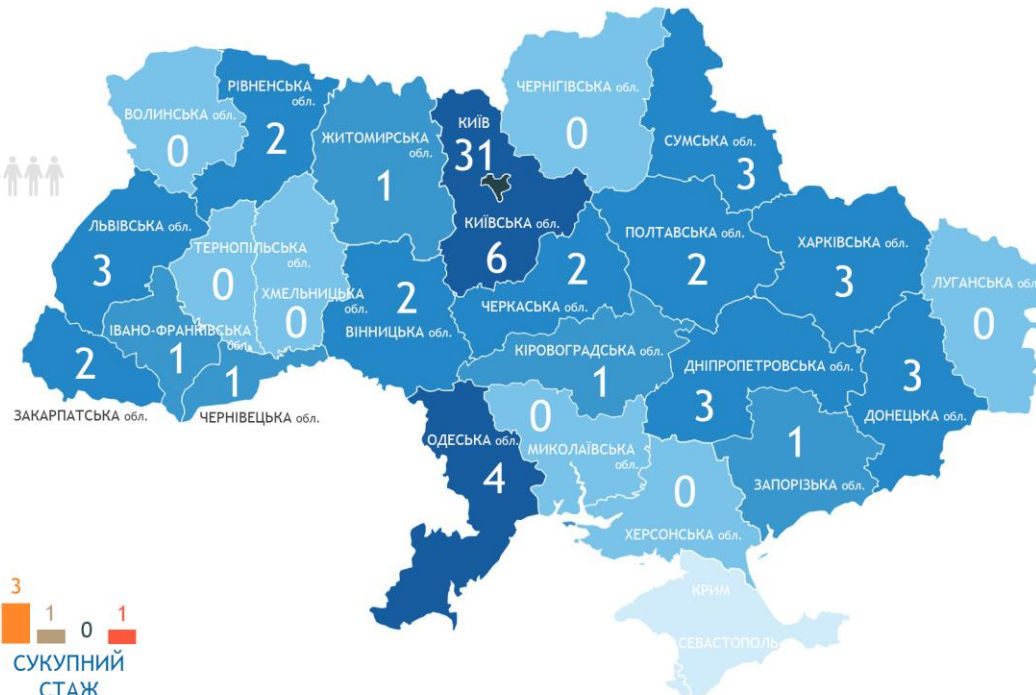 ВОЛИНСЬКА обл.
0
РІВНЕНСЬКА
обл.
2
ЖИТОМИРСЬКА
обл.
1
КИЇВ
31
КИЇВСЬКА обл.
6
ЧЕРНІГІВСЬКА обл.
0
СУМСЬКА обл.
3
ЛЬВІВСЬКА обл.
3
ТЕРНОПІЛЬСЬКА
обл.
0
ХМЕЛЬНИЦЬКА
обл.
0
2
ВІННИЦЬКА обл.
2
ЧЕРКАСЬКА обл.
ПОЛТАВСЬКА обл.
2
ХАРКІВСЬКА обл.
3
ЛУГАНСЬКА обл.
0
ІВАНО-ФРАНКІВСЬКА
обл.
1
2
ЗАКАРПАТСЬКА обл.
1
ЧЕРНІВЕЦЬКА обл.
КІРОВОГРАДСЬКА обл.
1
ДНІПРОПЕТРОВСЬКА обл.
3
3
ДОНЕЦЬКА обл.
ОДЕСЬКА обл.
4
0
МИКОЛАЇВСЬКА
обл.
1
ЗАПОРІЗЬКА обл.
0
ХЕРСОНСЬКА обл.
КРИМ
СЕВАСТОПОЛЬ
3
1
0
1
СУКУПНИЙ
СТАЖ